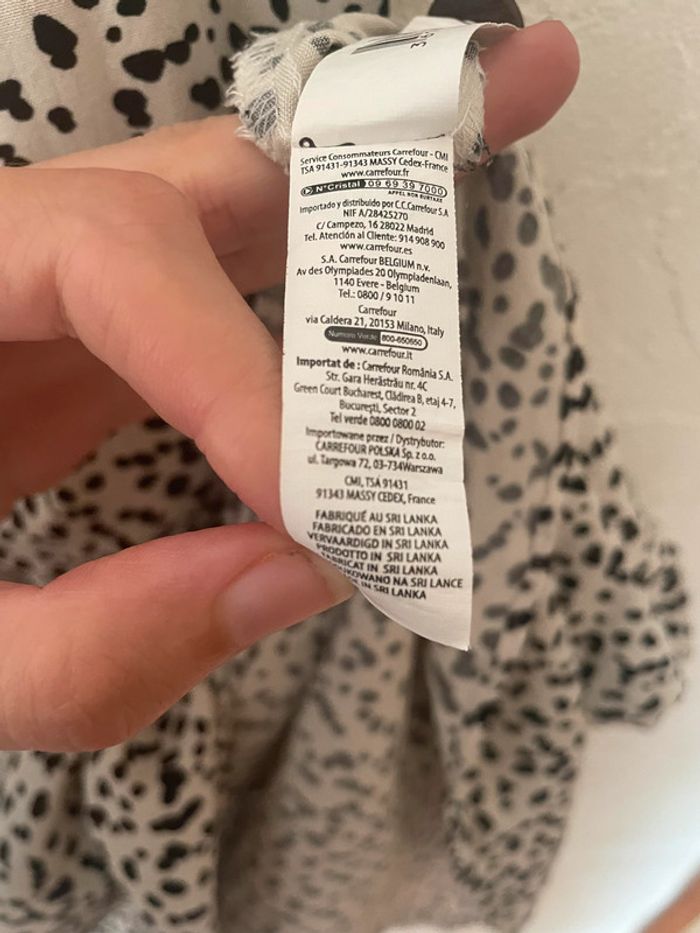 Service Consommateurs Carrefour - CMI
TSA 91431-91343 MASSY Cedex-France
www.carrefour.fr
N°Cristal 09 69 39 7000
APPEL NON SURTAXE
Importado y distribuido por C.C.Carrefour S.A
NIF A/28425270
C/ Campezo, 16 28022 Madrid
Tel. Atención al Cliente: 914 908 900
www.carrefour.es
S.A. Carrefour BELGIUM n.v.
Av des Olympiades 20 Olympiadenlaan,
1140 Evere - Belgium
Tel.: 0800 / 9 10 11
Carrefour
via Caldera 21, 20153 Milano, Italy
Numero Verde 800-650650
www.carrefour.it
Importat de : Carrefour România S.A.
Str. Gara Herăstrău nr. 4C
Green Court Bucharest, Clădirea B, etaj 4-7,
Bucureşti, Sector 2
Tel verde 0800 0800 02
Importowane przez / Dystrybutor:
CARREFOUR POLSKA Sp. z o.o.
ul. Targowa 72, 03-734Warszawa
CMI, TSA 91431
91343 MASSY CEDEX, France
FABRIQUÉ AU SRI LANKA
FABRICADO EN SRI LANKA
VERVAARDIGD IN SRI LANKA
PRODOTTO IN SRI LANKA
FABRICAT IN SRI LANKA
UKOWANO NA SRI LANCE
IN SRI LANKA